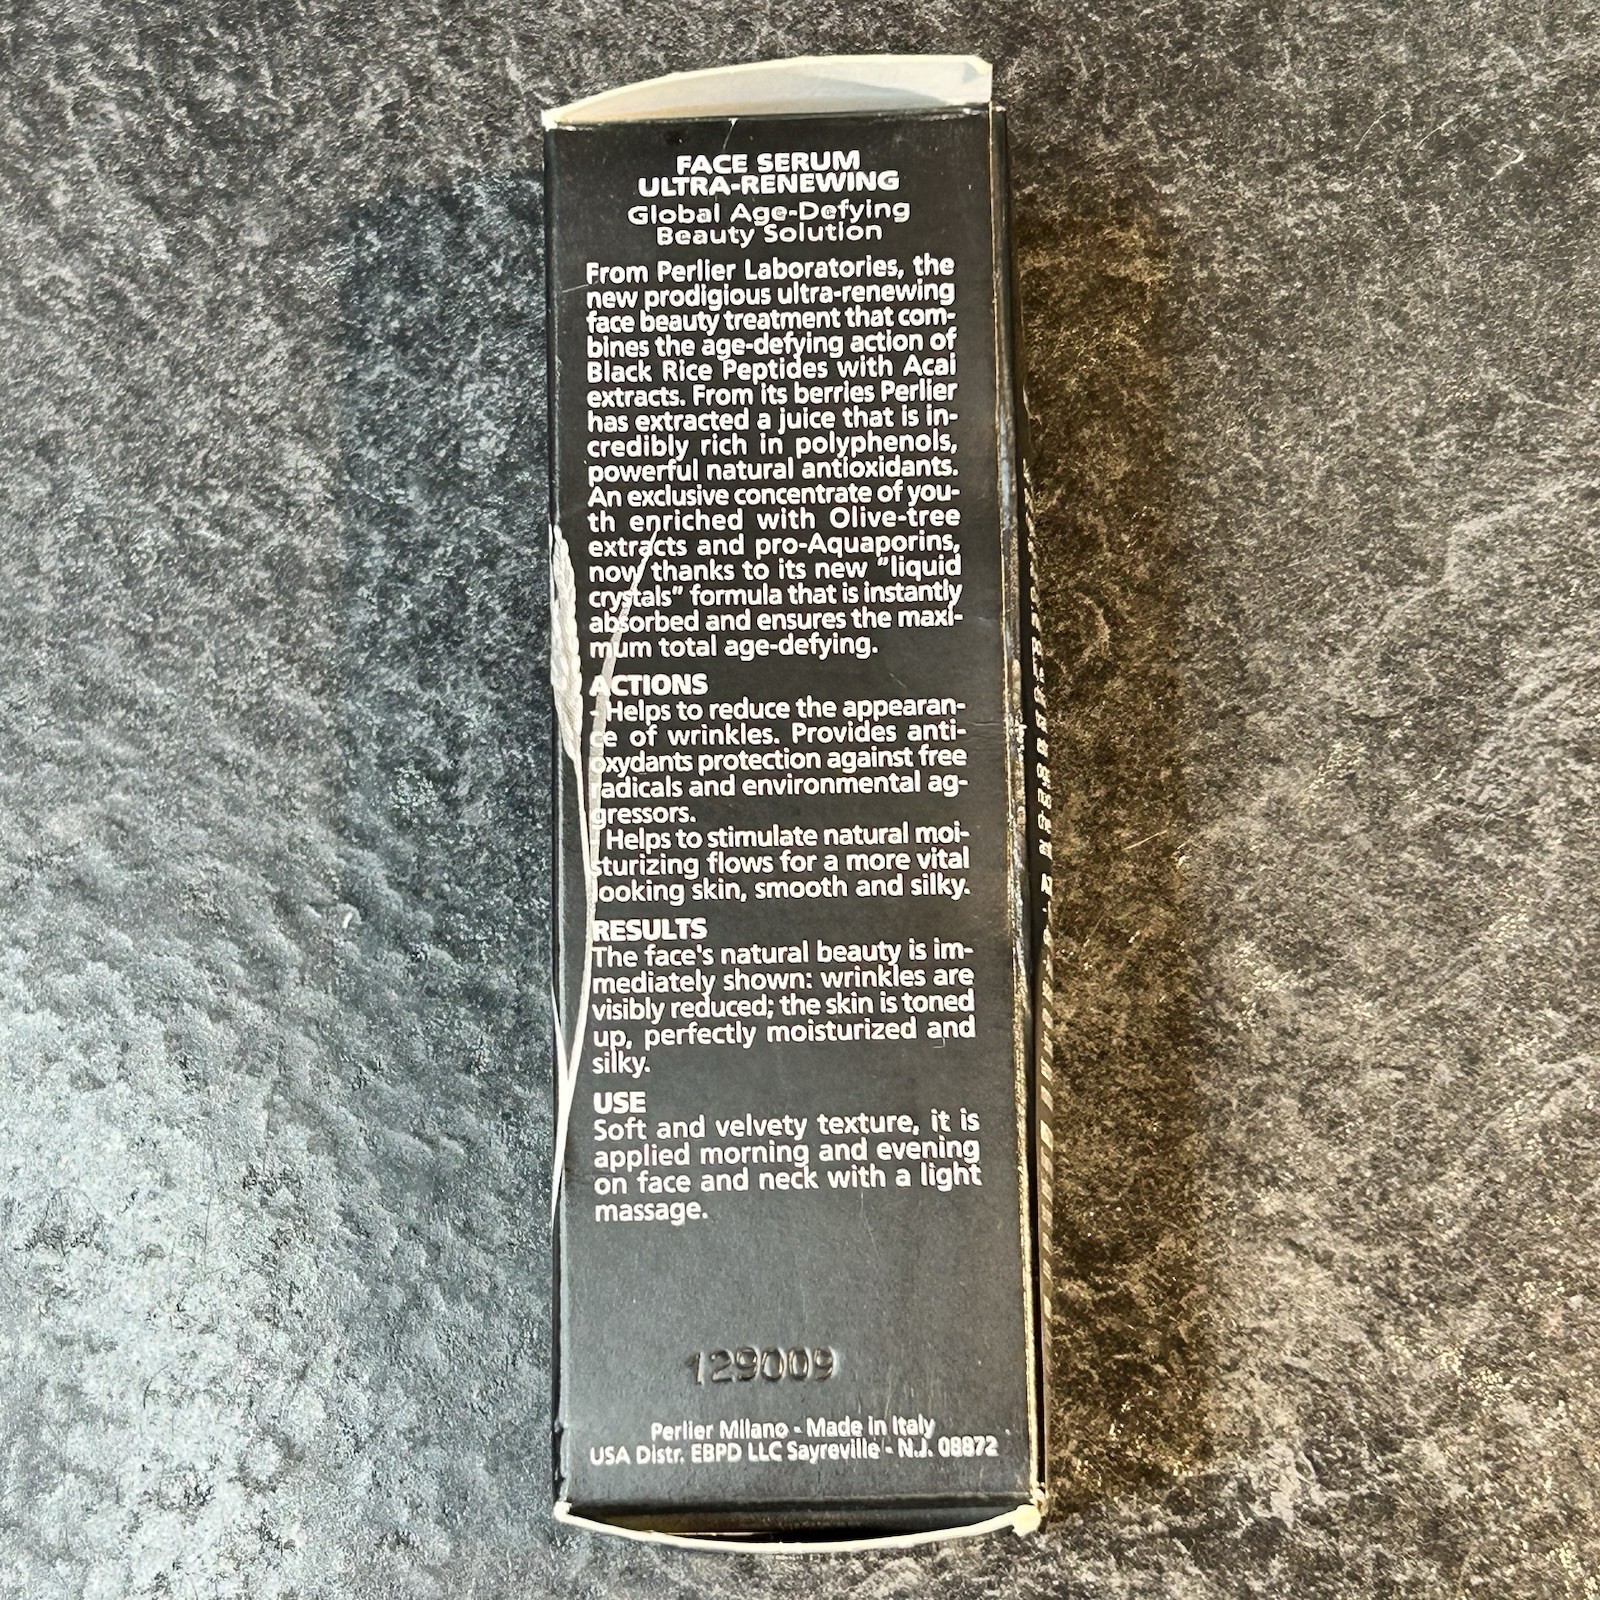 FACE SERUM
ULTRA-RENEWING
Global Age-Defying
Beauty Solution
From Perlier Laboratories, the
new prodigious ultra-renewing
face beauty treatment that com-
bines the age-defying action of
Black Rice Peptides with Acai
extracts. From its berries Perlier
has extracted a juice that is in-
credibly rich in polyphenols,
powerful natural antioxidants.
An exclusive concentrate of you-
th enriched with Olive-tree
extracts and pro-Aquaporins,
now thanks to its new "liquid
crystals" formula that is instantly
absorbed and ensures the maxi-
mum total age-defying.
ACTIONS
- Helps to reduce the appearan-
ce of wrinkles. Provides anti-
oxydants protection against free
radicals and environmental ag-
gressors.
- Helps to stimulate natural moi-
sturizing flows for a more vital
looking skin, smooth and silky.
RESULTS
The face's natural beauty is im-
mediately shown: wrinkles are
visibly reduced; the skin is toned
up, perfectly moisturized and
silky.
USE
Soft and velvety texture, it is
applied morning and evening
on face and neck with a light
massage.
129009
Perlier Milano - Made in Italy
USA Distr. EBPD LLC Sayreville - N.J. 08872